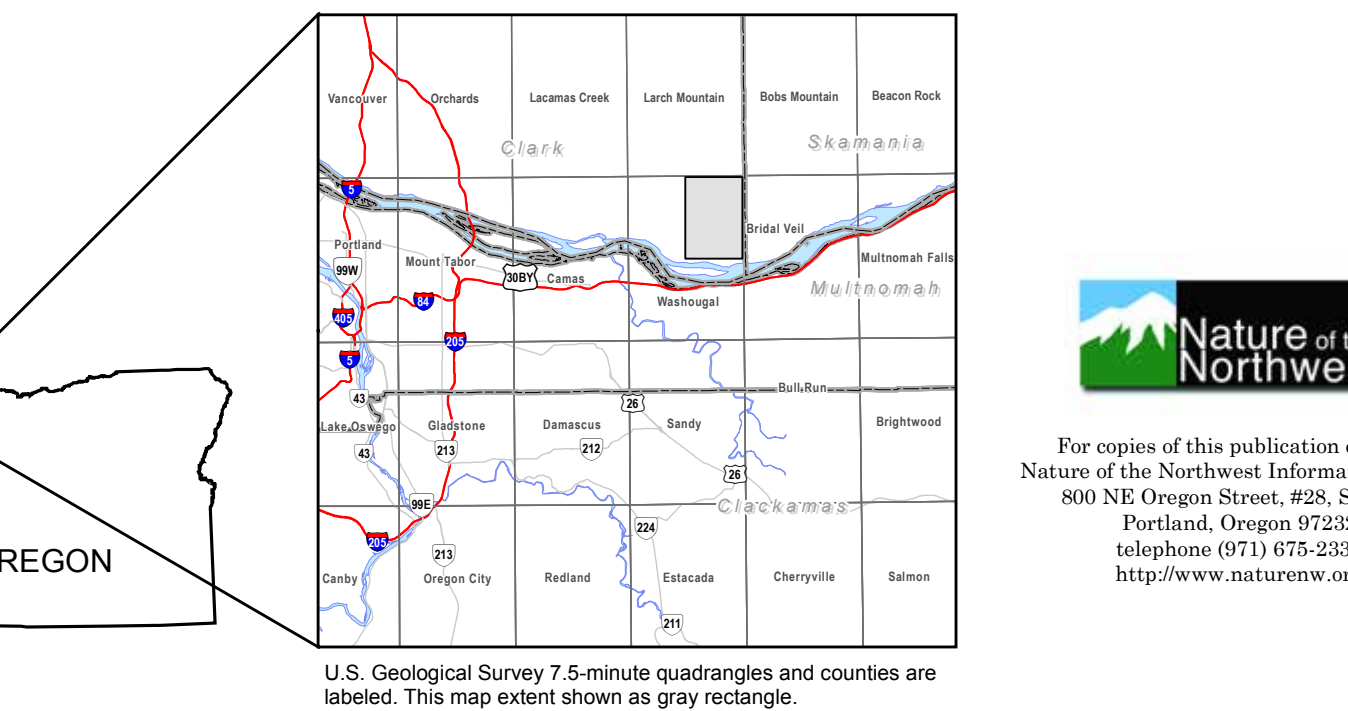 Vancouver
Orchards
Lacamas Creek
Larch Mountain
Bobs Mountain
Beacon Rock
Clark
Skamania
5
Portland
Bridal Veil
99W
Mount Tabor
30BY
Camas
Multnomah Falls
Washougal
Multnomah
84
405
205
5
43
26
Bull Run
Lake Oswego
Gladstone
Damascus
Sandy
Brightwood
43
213
212
26
99E
Clackamas
224
205
213
Canby
Oregon City
Redland
Estacada
Cherryville
Salmon
211
REGON
U.S. Geological Survey 7.5-minute quadrangles and counties are
labeled. This map extent shown as gray rectangle.
Nature of t
Northwe
For copies of this publication
Nature of the Northwest Informa
800 NE Oregon Street, #28, S
Portland, Oregon 97232
telephone (971) 675-233
http://www.naturenw.or